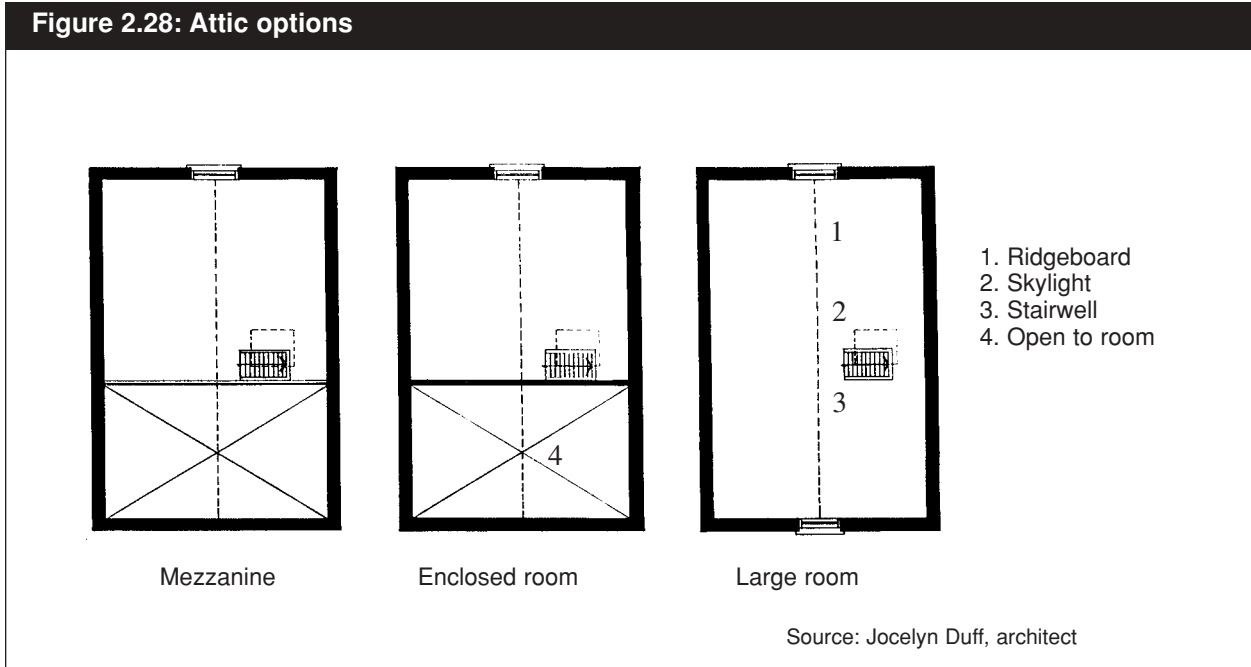 Figure 2.28: Attic options
1
2
3
4
1. Ridgeboard
2. Skylight
3. Stairwell
4. Open to room
Mezzanine
Enclosed room
Large room
Source: Jocelyn Duff, architect